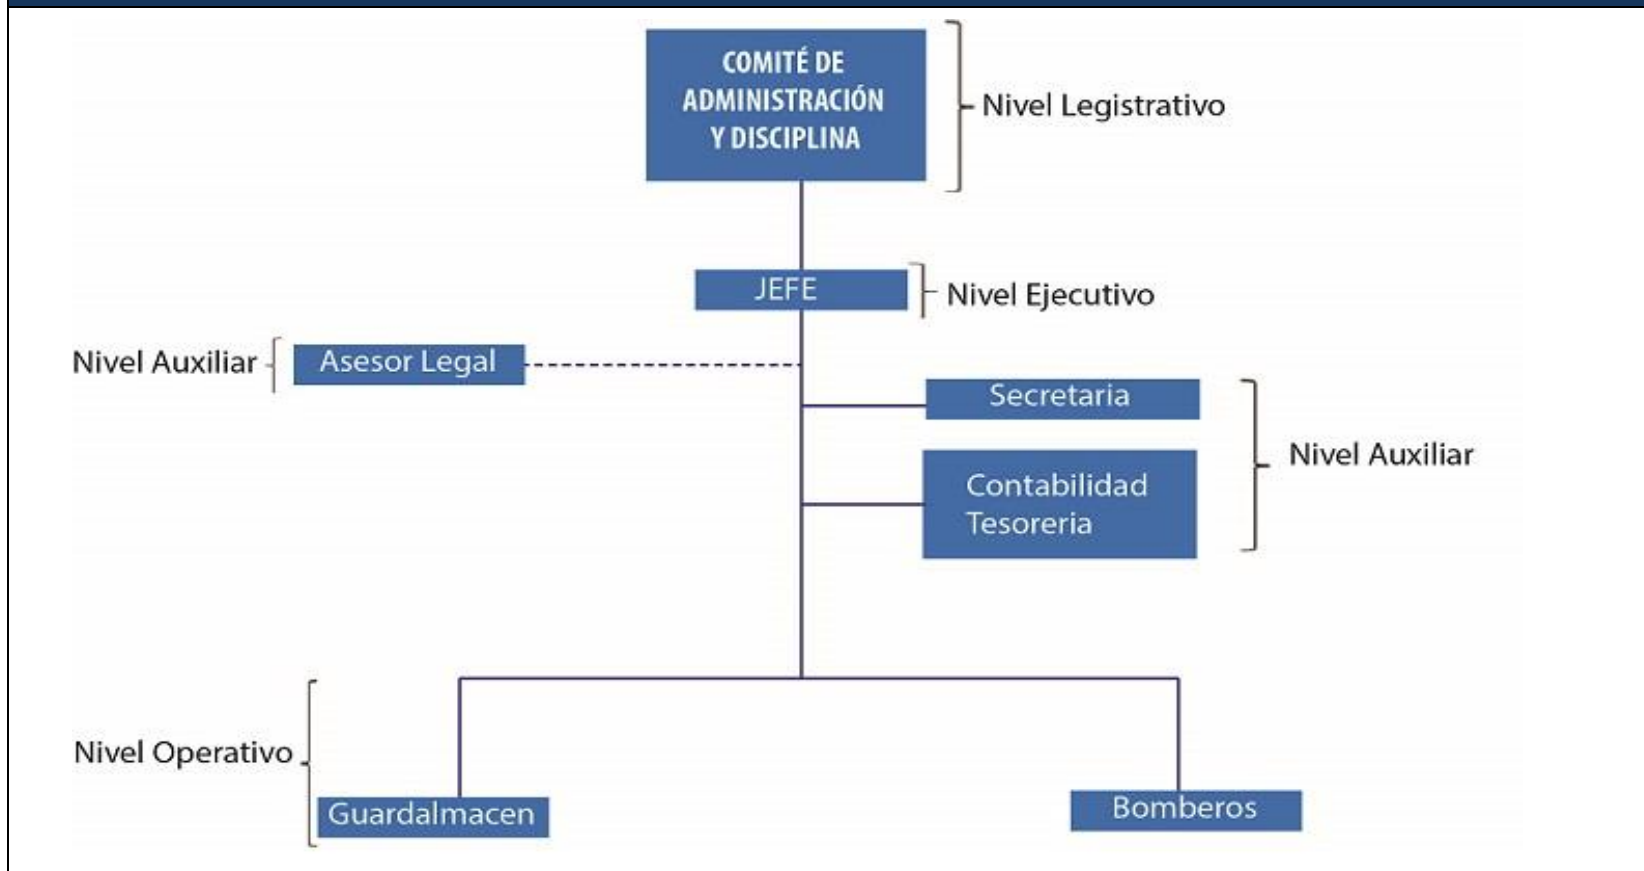 COMITÉ DE
ADMINISTRACIÓN
Y DISCIPLINA
Nivel Legistrativo
JEFE
Nivel Ejecutivo
Nivel Auxiliar
Asesor Legal
Secretaria
Nivel Auxiliar
Contabilidad
Tesoreria
Nivel Operativo
Guardalmacen
Bomberos